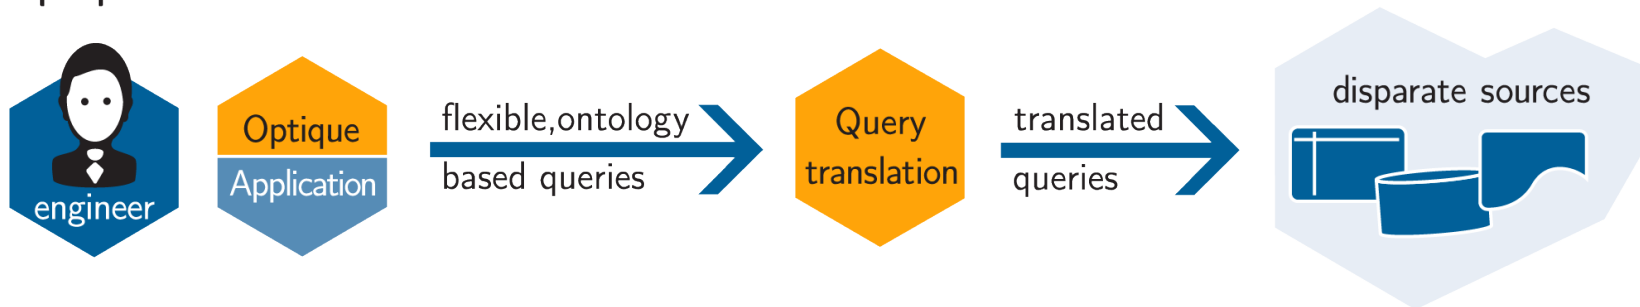 engineer
Optique
Application
flexible,ontology
based queries
Query
translation
translated
queries
disparate sources